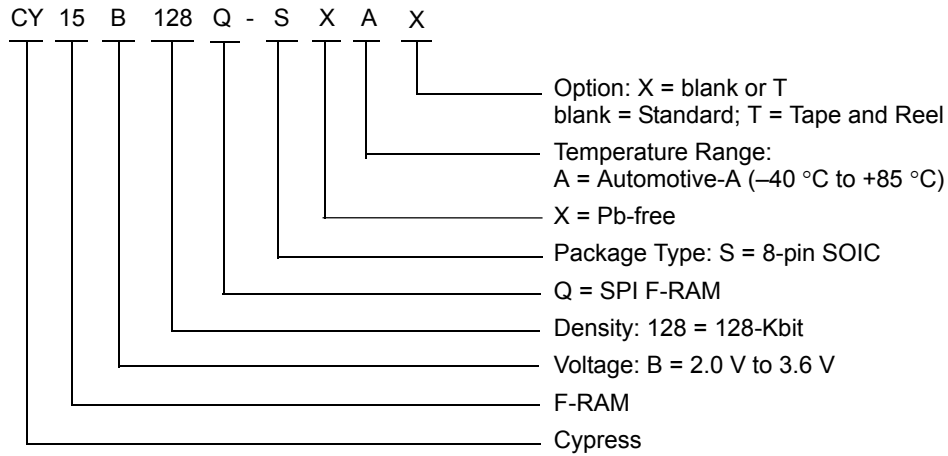 CY 15 B 128 Q - S X A X
Option: X = blank or T
blank = Standard; T = Tape and Reel
Temperature Range:
A = Automotive-A (–40 °C to +85 °C)
X = Pb-free
Package Type: S = 8-pin SOIC
Q = SPI F-RAM
Density: 128 = 128-Kbit
Voltage: B = 2.0 V to 3.6 V
F-RAM
Cypress